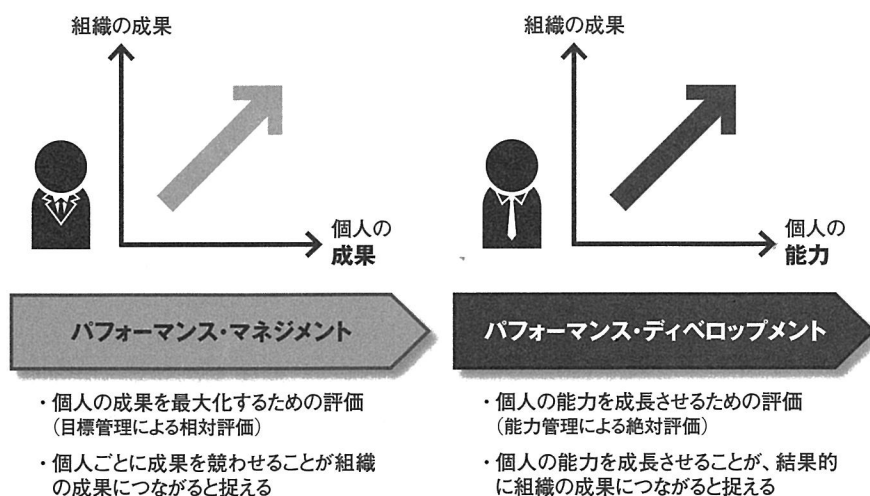 組織の成果
個人の
成果
パフォーマンス・マネジメント
・個人の成果を最大化するための評価
（目標管理による相対評価）
・個人ごとに成果を競わせることが組織
の成果につながると捉える
組織の成果
個人の
能力
パフォーマンス・ディベロップメント
・個人の能力を成長させるための評価
（能力管理による絶対評価）
・個人の能力を成長させることが、結果的
に組織の成果につながると捉える